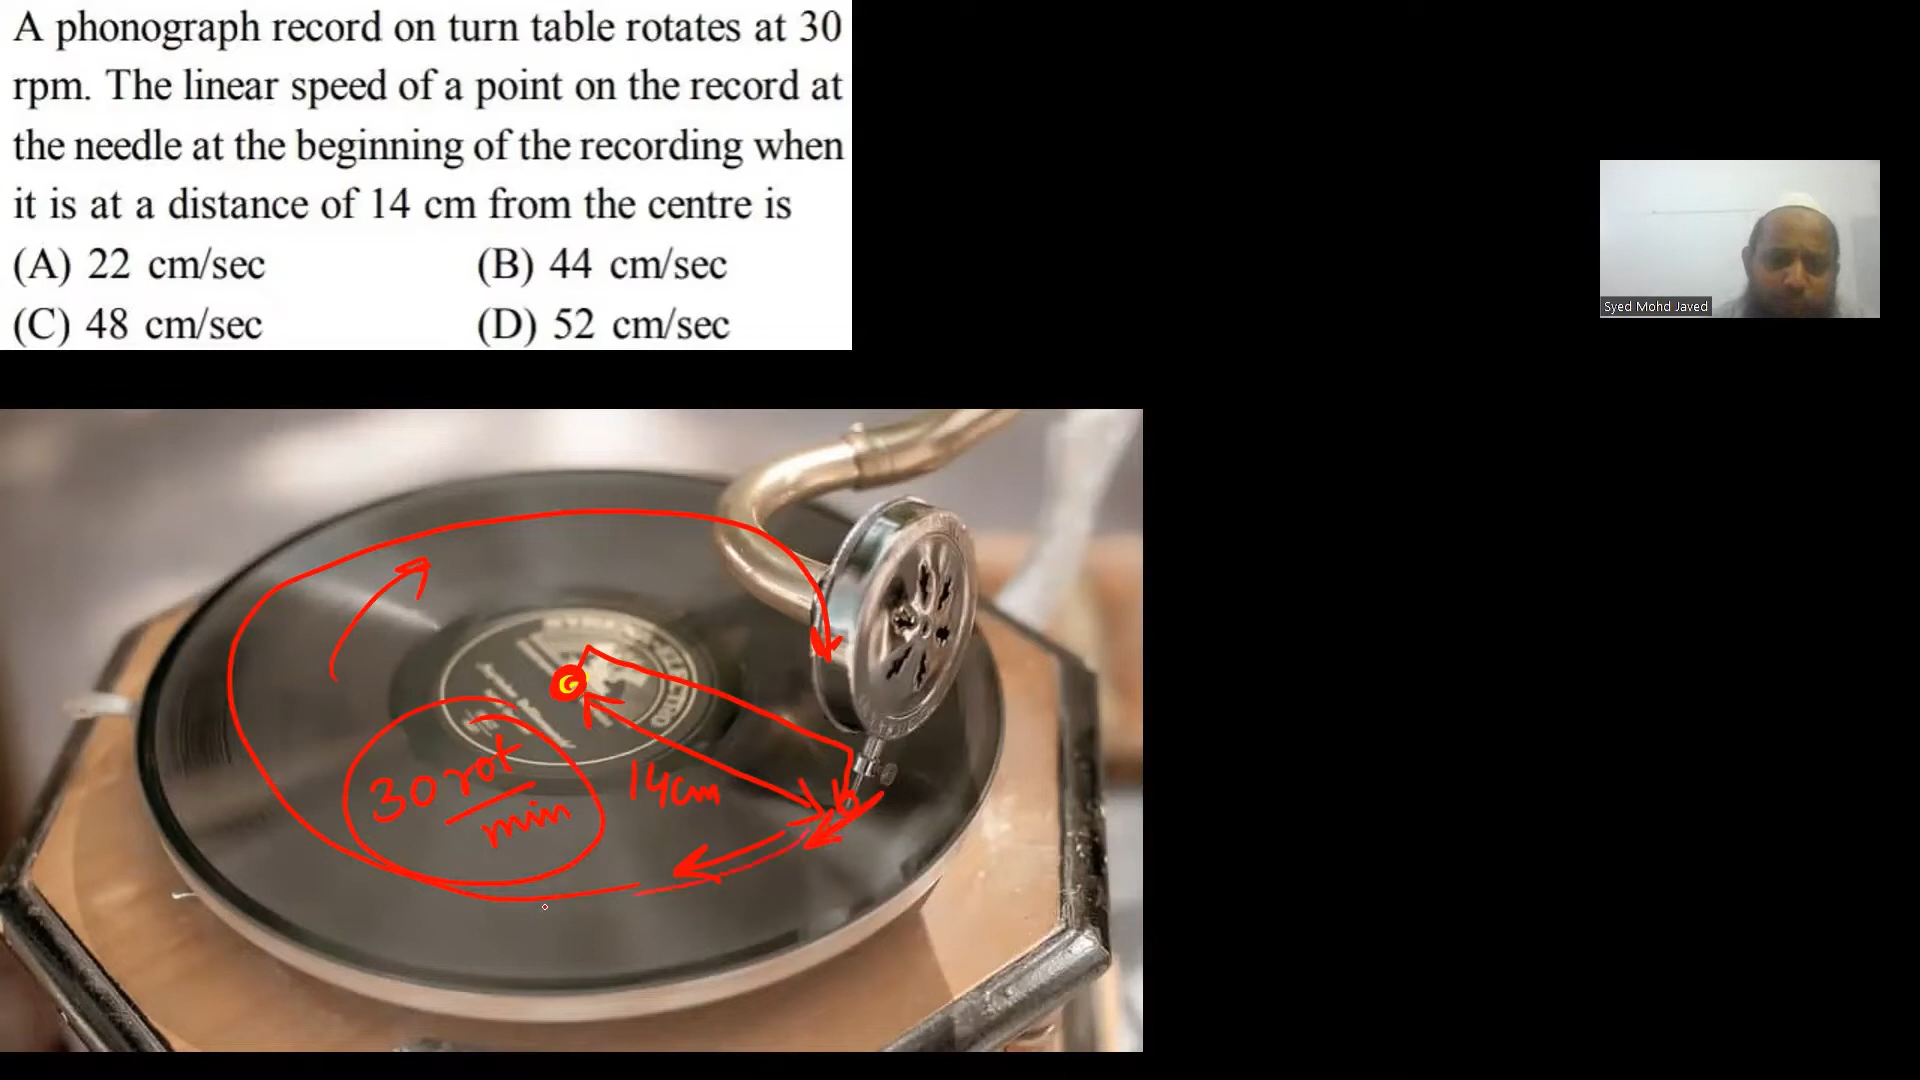 A phonograph record on turn table rotates at 30
rpm. The linear speed of a point on the record at
the needle at the beginning of the recording when
it is at a distance of 14 cm from the centre is
(A) 22 cm/sec (B) 44 cm/sec
(C) 48 cm/sec (D) 52 cm/sec
Syed Mohd Javed
30 rot
min
14cm